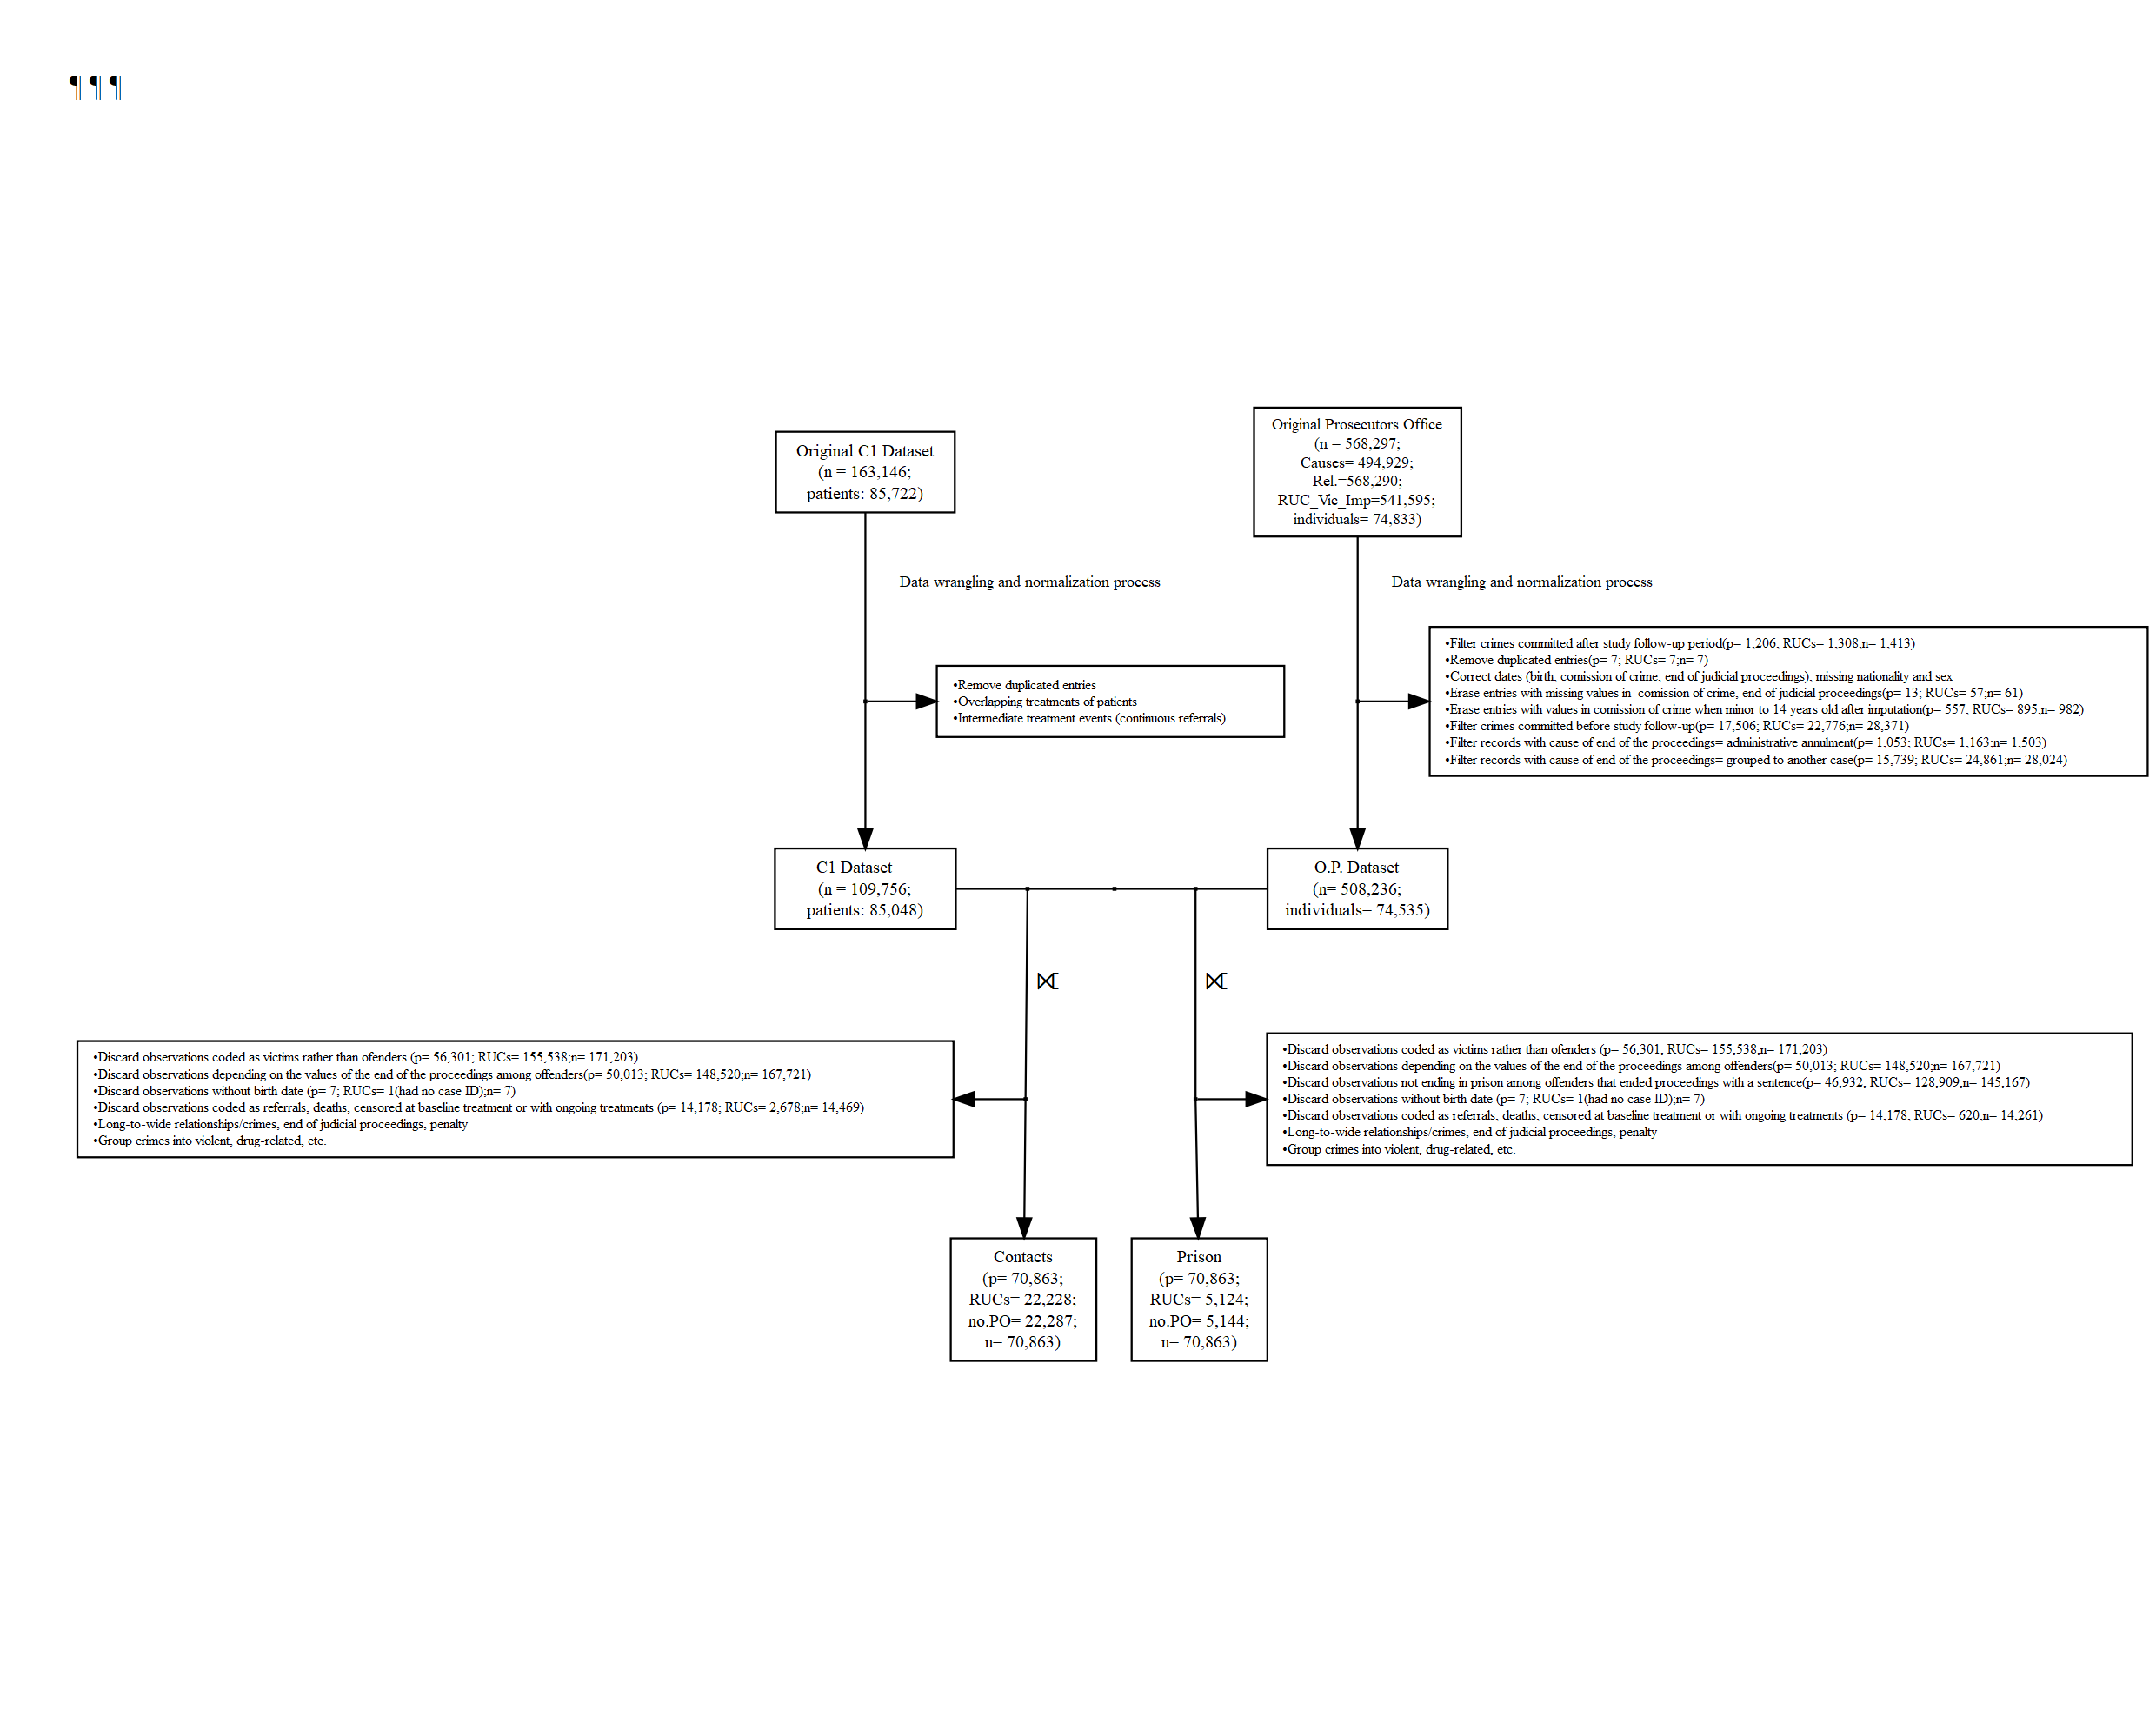 ¶ ¶ ¶
Original C1 Dataset
(n = 163,146;
patients: 85,722)
Original Prosecutors Office
(n = 568,297;
Causes= 494,929;
Rel.=568,290;
RUC_Vic_Imp=541,595;
individuals= 74,833)
Data wrangling and normalization process
Data wrangling and normalization process
•Remove duplicated entries
•Overlapping treatments of patients
•Intermediate treatment events (continuous referrals)
•Filter crimes committed after study follow-up period(p= 1,206; RUCs= 1,308;n= 1,413)
•Remove duplicated entries(p= 7; RUCs= 7;n= 7)
•Correct dates (birth, comission of crime, end of judicial proceedings), missing nationality and sex
•Erase entries with missing values in  comission of crime, end of judicial proceedings(p= 13; RUCs= 57;n= 61)
•Erase entries with values in comission of crime when minor to 14 years old after imputation(p= 557; RUCs= 895;n= 982)
•Filter crimes committed before study follow-up(p= 17,506; RUCs= 22,776;n= 28,371)
•Filter records with cause of end of the proceedings= administrative annulment(p= 1,053; RUCs= 1,163;n= 1,503)
•Filter records with cause of end of the proceedings= grouped to another case(p= 15,739; RUCs= 24,861;n= 28,024)
C1 Dataset
(n = 109,756;
patients: 85,048)
O.P. Dataset
(n= 508,236;
individuals= 74,535)
⟕
⟕
•Discard observations coded as victims rather than ofenders (p= 56,301; RUCs= 155,538;n= 171,203)
•Discard observations depending on the values of the end of the proceedings among offenders(p= 50,013; RUCs= 148,520;n= 167,721)
•Discard observations without birth date (p= 7; RUCs= 1(had no case ID);n= 7)
•Discard observations coded as referrals, deaths, censored at baseline treatment or with ongoing treatments (p= 14,178; RUCs= 2,678;n= 14,469)
•Long-to-wide relationships/crimes, end of judicial proceedings, penalty
•Group crimes into violent, drug-related, etc.
•Discard observations coded as victims rather than ofenders (p= 56,301; RUCs= 155,538;n= 171,203)
•Discard observations depending on the values of the end of the proceedings among offenders(p= 50,013; RUCs= 148,520;n= 167,721)
•Discard observations not ending in prison among offenders that ended proceedings with a sentence(p= 46,932; RUCs= 128,909;n= 145,167)
•Discard observations without birth date (p= 7; RUCs= 1(had no case ID);n= 7)
•Discard observations coded as referrals, deaths, censored at baseline treatment or with ongoing treatments (p= 14,178; RUCs= 620;n= 14,261)
•Long-to-wide relationships/crimes, end of judicial proceedings, penalty
•Group crimes into violent, drug-related, etc.
Contacts
(p= 70,863;
RUCs= 22,228;
no.PO= 22,287;
n= 70,863)
Prison
(p= 70,863;
RUCs= 5,124;
no.PO= 5,144;
n= 70,863)